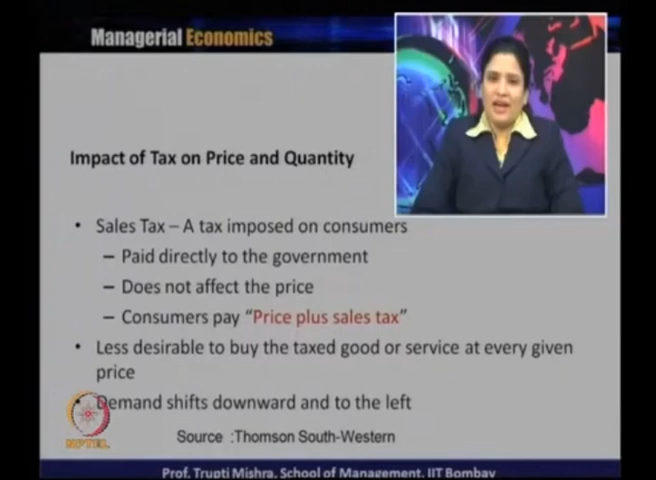 Managerial Economics
Impact of Tax on Price and Quantity
• Sales Tax – A tax imposed on consumers
– Paid directly to the government
– Does not affect the price
– Consumers pay “Price plus sales tax”
• Less desirable to buy the taxed good or service at every given
price
• Demand shifts downward and to the left
NPTEL
Source :Thomson South-Western
Prof. Trupti Mishra, School of Management, IIT Bombay